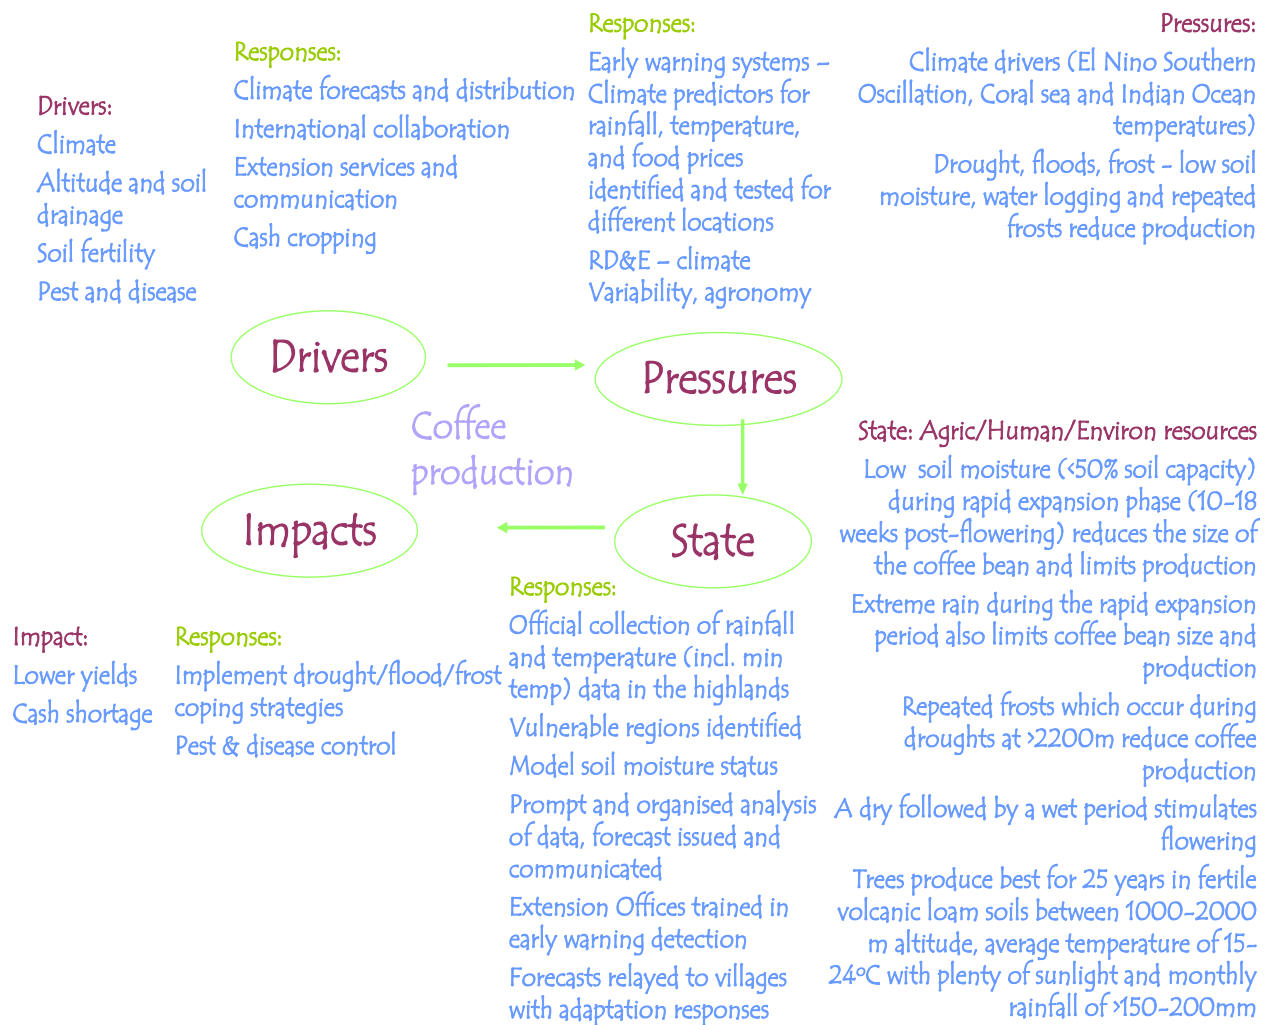 Drivers:
Climate
Altitude and soil
drainage
Soil fertility
Pest and disease
Responses:
Climate forecasts and distribution
International collaboration
Extension services and
communication
Cash cropping
Responses:
Early warning systems –
Climate predictors for
rainfall, temperature,
and food prices
identified and tested for
different locations
RD&E – climate
Variability, agronomy
Pressures:
Climate drivers (El Nino Southern
Oscillation, Coral sea and Indian Ocean
temperatures)
Drought, floods, frost - low soil
moisture, water logging and repeated
frosts reduce production
Drivers
Pressures
Coffee
production
Impacts
State
State: Agric/Human/Environ resources
Low soil moisture (<50% soil capacity)
during rapid expansion phase (10-18
weeks post-flowering) reduces the size of
the coffee bean and limits production
Extreme rain during the rapid expansion
period also limits coffee bean size and
production
Repeated frosts which occur during
droughts at >2200m reduce coffee
production
A dry followed by a wet period stimulates
flowering
Trees produce best for 25 years in fertile
volcanic loam soils between 1000-2000
m altitude, average temperature of 15-
24ºC with plenty of sunlight and monthly
rainfall of >150-200mm
Impact:
Lower yields
Cash shortage
Responses:
Implement drought/flood/frost
coping strategies
Pest & disease control
Responses:
Official collection of rainfall
and temperature (incl. min
temp) data in the highlands
Vulnerable regions identified
Model soil moisture status
Prompt and organised analysis
of data, forecast issued and
communicated
Extension Offices trained in
early warning detection
Forecasts relayed to villages
with adaptation responses